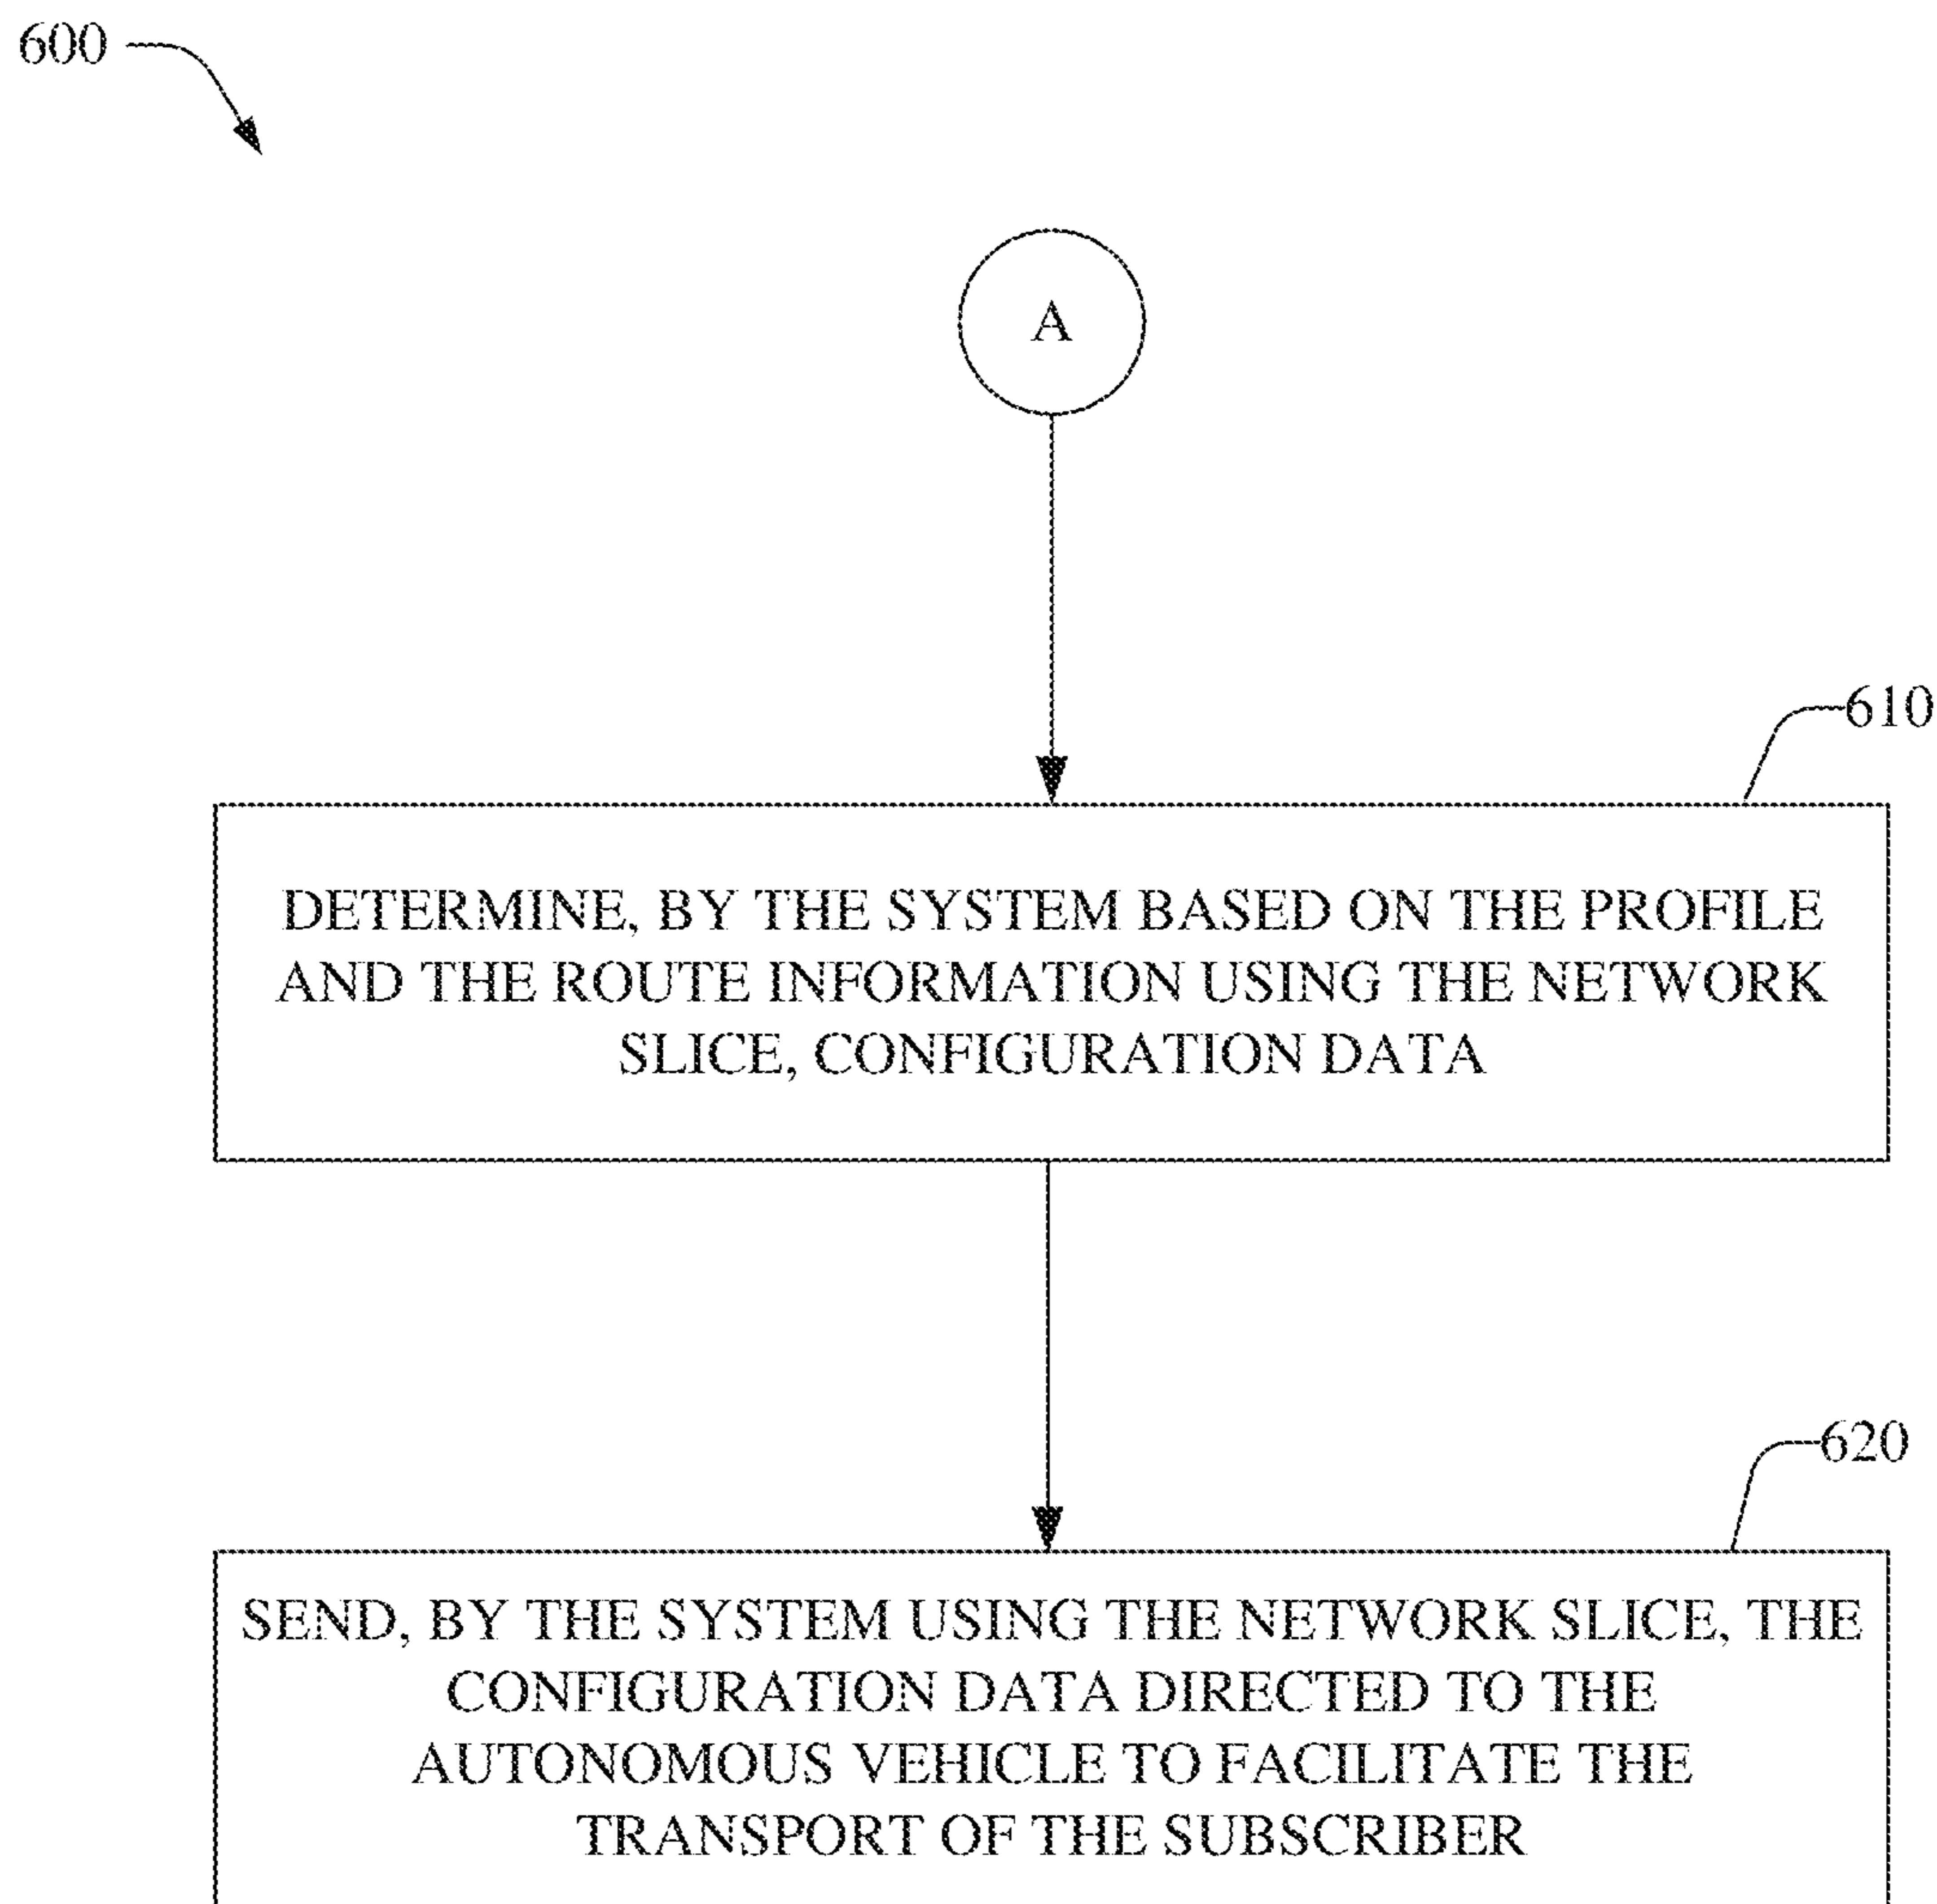 600
A
610
DETERMINE, BY THE SYSTEM BASED ON THE PROFILE
AND THE ROUTE INFORMATION USING THE NETWORK
SLICE, CONFIGURATION DATA
620
SEND, BY THE SYSTEM USING THE NETWORK SLICE, THE
CONFIGURATION DATA DIRECTED TO THE
AUTONOMOUS VEHICLE TO FACILITATE THE
TRANSPORT OF THE SUBSCRIBER